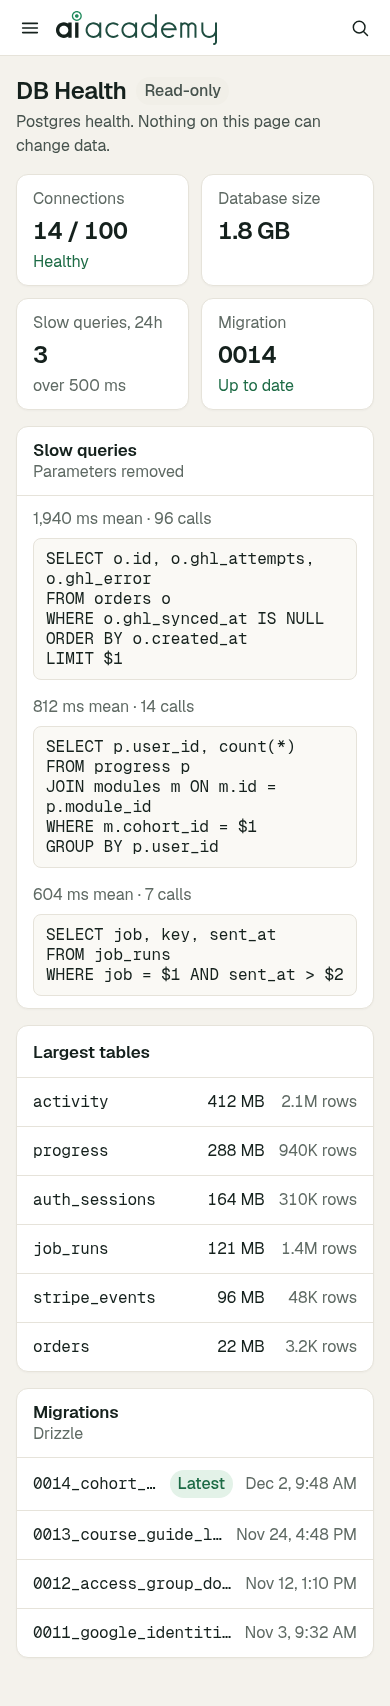 ai academy
DB Health Read-only
Postgres health. Nothing on this page can
change data.
Connections
14 / 100
Healthy
Database size
1.8 GB
Slow queries, 24h
3
over 500 ms
Migration
0014
Up to date
Slow queries
Parameters removed
1,940 ms mean · 96 calls
SELECT o.id, o.ghl_attempts,
o.ghl_error
FROM orders o
WHERE o.ghl_synced_at IS NULL
ORDER BY o.created_at
LIMIT $1
812 ms mean · 14 calls
SELECT p.user_id, count(*)
FROM progress p
JOIN modules m ON m.id =
p.module_id
WHERE m.cohort_id = $1
GROUP BY p.user_id
604 ms mean · 7 calls
SELECT job, key, sent_at
FROM job_runs
WHERE job = $1 AND sent_at > $2
Largest tables
activity 412 MB 2.1M rows
progress 288 MB 940K rows
auth_sessions 164 MB 310K rows
job_runs 121 MB 1.4M rows
stripe_events 96 MB 48K rows
orders 22 MB 3.2K rows
Migrations
Drizzle
0014_cohort_… Latest Dec 2, 9:48 AM
0013_course_guide_l… Nov 24, 4:48 PM
0012_access_group_do… Nov 12, 1:10 PM
0011_google_identiti… Nov 3, 9:32 AM